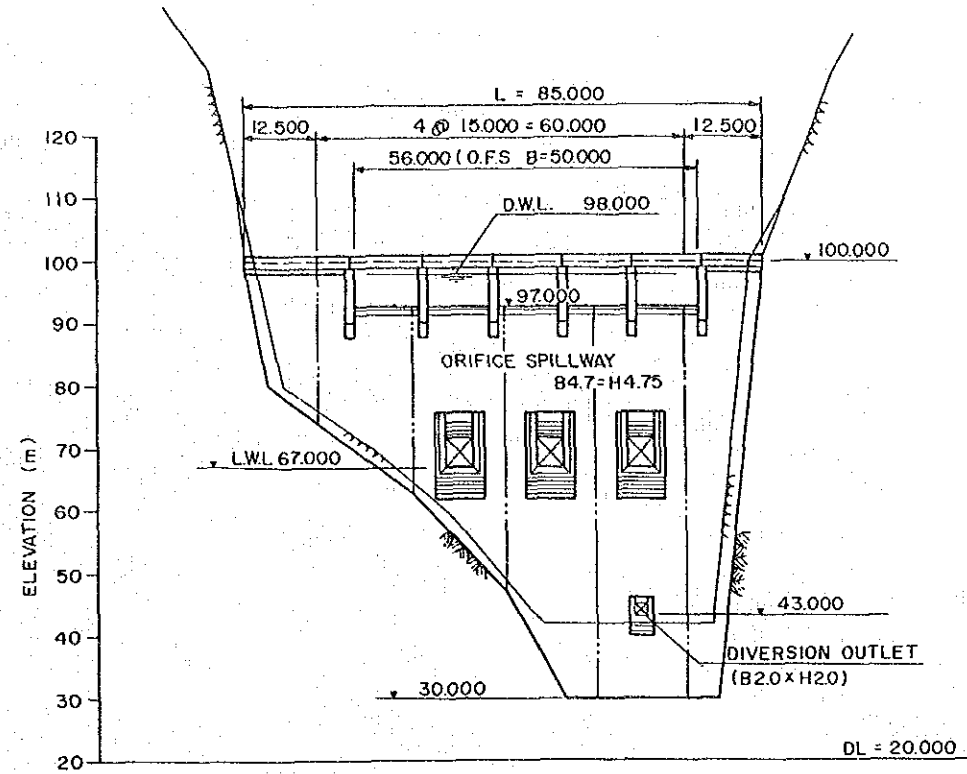 L = 85.000
12.500
4 @ 15.000 = 60.000
12.500
56.000 ( O.F.S B=50.000
D.W.L. 98.000
100.000
97.000
ORIFICE SPILLWAY
B4.7=H4.75
L.W.L 67.000
43.000
DIVERSION OUTLET
(B2.0 X H2.0)
30.000
DL = 20.000
ELEVATION (m)
120
110
100
90
80
70
60
50
40
30
20